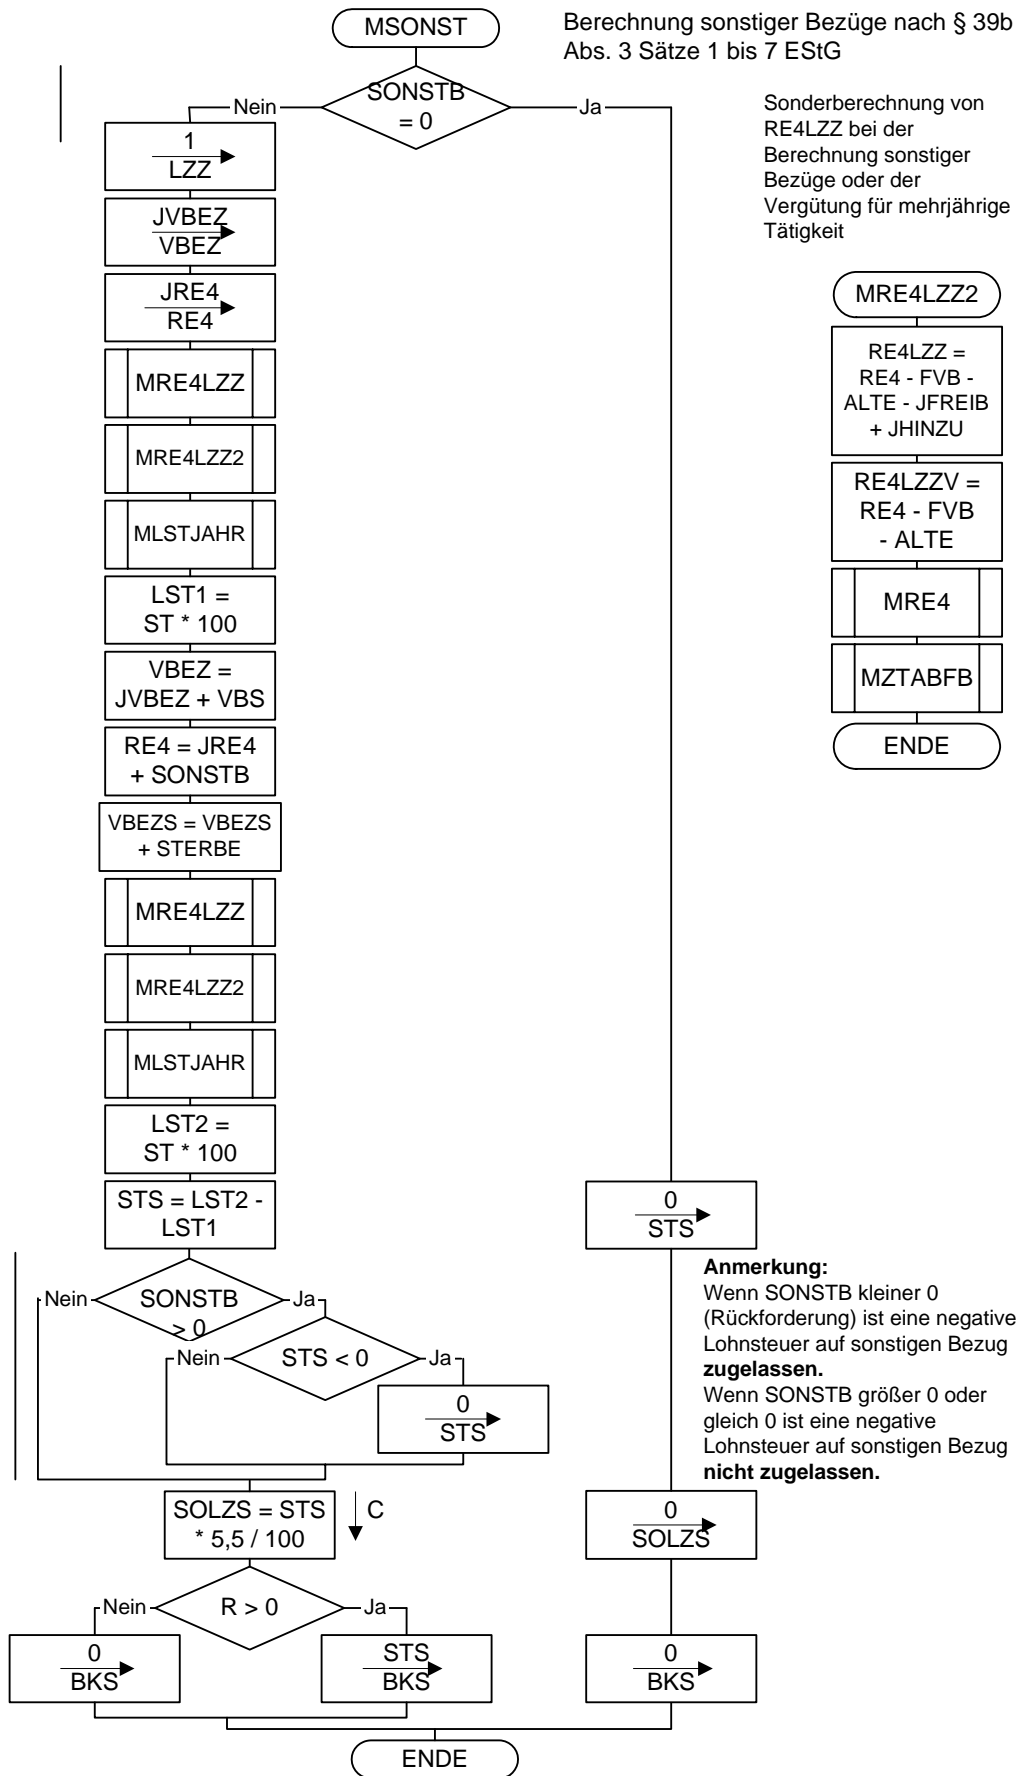 MSONST
Berechnung sonstiger Bezüge nach § 39b
Abs. 3 Sätze 1 bis 7 EStG
SONSTB
= 0
Nein
Ja
1
LZZ
JVBEZ
VBEZ
JRE4
RE4
MRE4LZZ
MRE4LZZ2
MLSTJAHR
LST1 =
ST * 100
VBEZ =
JVBEZ + VBS
RE4 = JRE4
+ SONSTB
VBEZS = VBEZS
+ STERBE
MRE4LZZ
MRE4LZZ2
MLSTJAHR
LST2 =
ST * 100
STS = LST2 -
LST1
Sonderberechnung von
RE4LZZ bei der
Berechnung sonstiger
Bezüge oder der
Vergütung für mehrjährige
Tätigkeit
MRE4LZZ2
RE4LZZ =
RE4 - FVB -
ALTE - JFREIB
+ JHINZU
RE4LZZV =
RE4 - FVB
- ALTE
MRE4
MZTABFB
ENDE
0
STS
Nein
SONSTB
> 0
Ja
Nein
STS < 0
Ja
0
STS
Anmerkung:
Wenn SONSTB kleiner 0
(Rückforderung) ist eine negative
Lohnsteuer auf sonstigen Bezug
zugelassen.
Wenn SONSTB größer 0 oder
gleich 0 ist eine negative
Lohnsteuer auf sonstigen Bezug
nicht zugelassen.
SOLZS = STS
* 5,5 / 100
C
0
SOLZS
Nein
R > 0
Ja
0
BKS
STS
BKS
0
BKS
ENDE